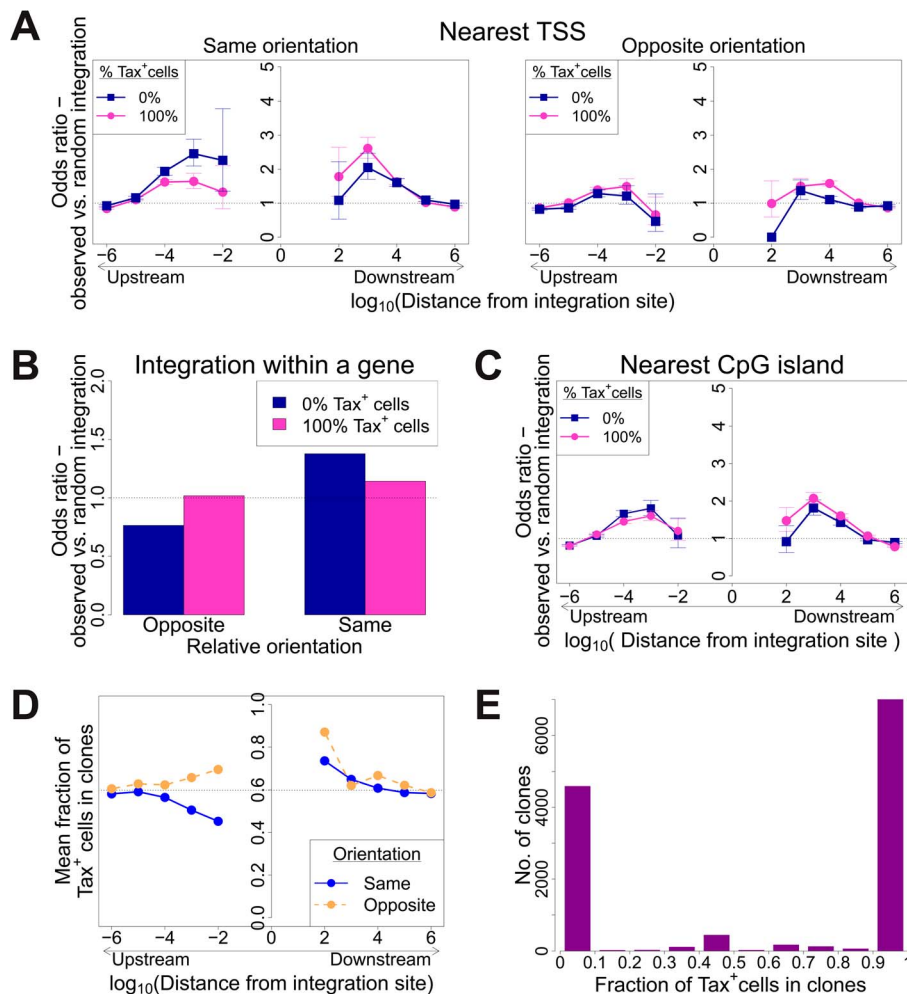 A
Nearest TSS
Same orientation
Opposite orientation
Odds ratio −
observed vs. random integration
% Tax⁺cells
0%
100%
5
4
3
2
1
0
% Tax⁺cells
0%
100%
5
4
3
2
1
0
−6 −4 −2 0 2 4 6
−6 −4 −2 0 2 4 6
Upstream
Downstream
Upstream
Downstream
log₁₀(Distance from integration site)
B
Integration within a gene
Odds ratio −
observed vs. random integration
2.0
1.5
1.0
0.5
0.0
0% Tax⁺ cells
100% Tax⁺ cells
Opposite
Same
Relative orientation
C
Nearest CpG island
Odds ratio −
observed vs. random integration
% Tax⁺cells
0%
100%
5
4
3
2
1
0
−6 −4 −2 0 2 4 6
Upstream
Downstream
log₁₀( Distance from integration site )
D
Mean fraction of
Tax⁺ cells in clones
1.0
0.8
0.6
0.4
0.2
0.0
Orientation
Same
Opposite
−6 −4 −2 0 2 4 6
Upstream
Downstream
log₁₀(Distance from integration site)
E
No. of clones
6000
4000
2000
0
0 0.1 0.2 0.3 0.4 0.5 0.6 0.7 0.8 0.9 1
Fraction of Tax⁺cells in clones